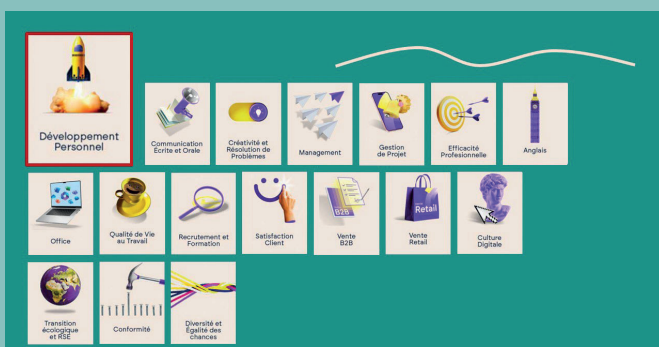 Développement
Personnel
Communication
Écrite et Orale
Créativité et
Résolution de
Problèmes
Management
Gestion
de Projet
Efficacité
Profesionnelle
Anglais
Office
Qualité de Vie
au Travail
Recrutement et
Formation
Satisfaction
Client
B2B
Vente
B2B
Retail
Vente
Retail
Culture
Digitale
Transition
écologique
et RSE
Conformité
Diversité et
Égalité des
chances